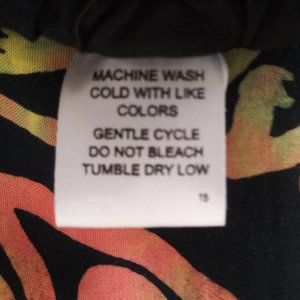 MACHINE WASH
COLD WITH LIKE
COLORS
GENTLE CYCLE
DO NOT BLEACH
TUMBLE DRY LOW
15